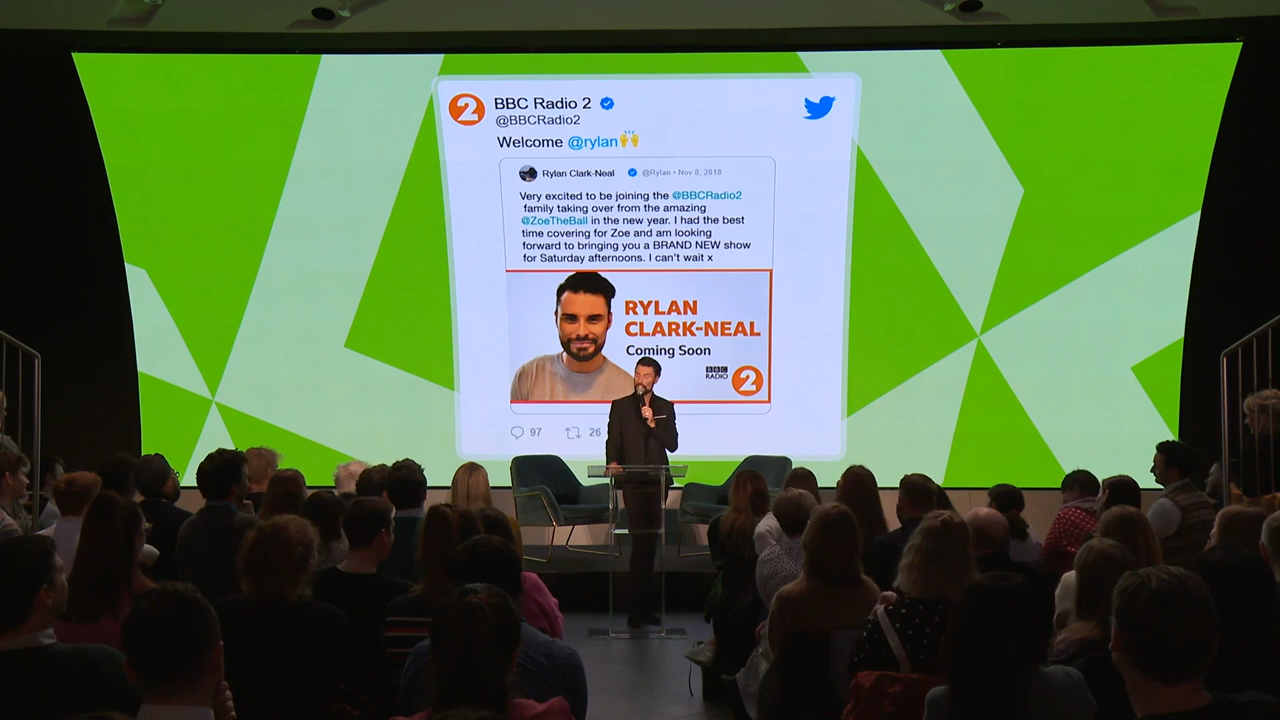 BBC Radio 2
@BBCRadio2
Welcome @rylan🙌
Rylan Clark-Neal @Rylan • Nov 8, 2018
Very excited to be joining the @BBCRadio2
family taking over from the amazing
@ZoeTheBall in the new year. I had the best
time covering for Zoe and am looking
forward to bringing you a BRAND NEW show
for Saturday afternoons. I can't wait x
RYLAN
CLARK-NEAL
Coming Soon
BBC
RADIO 2
97 26